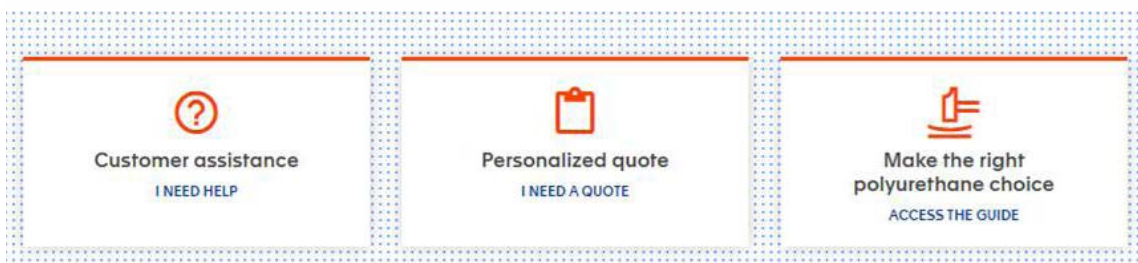 Customer assistance
I NEED HELP
Personalized quote
I NEED A QUOTE
Make the right
polyurethane choice
ACCESS THE GUIDE